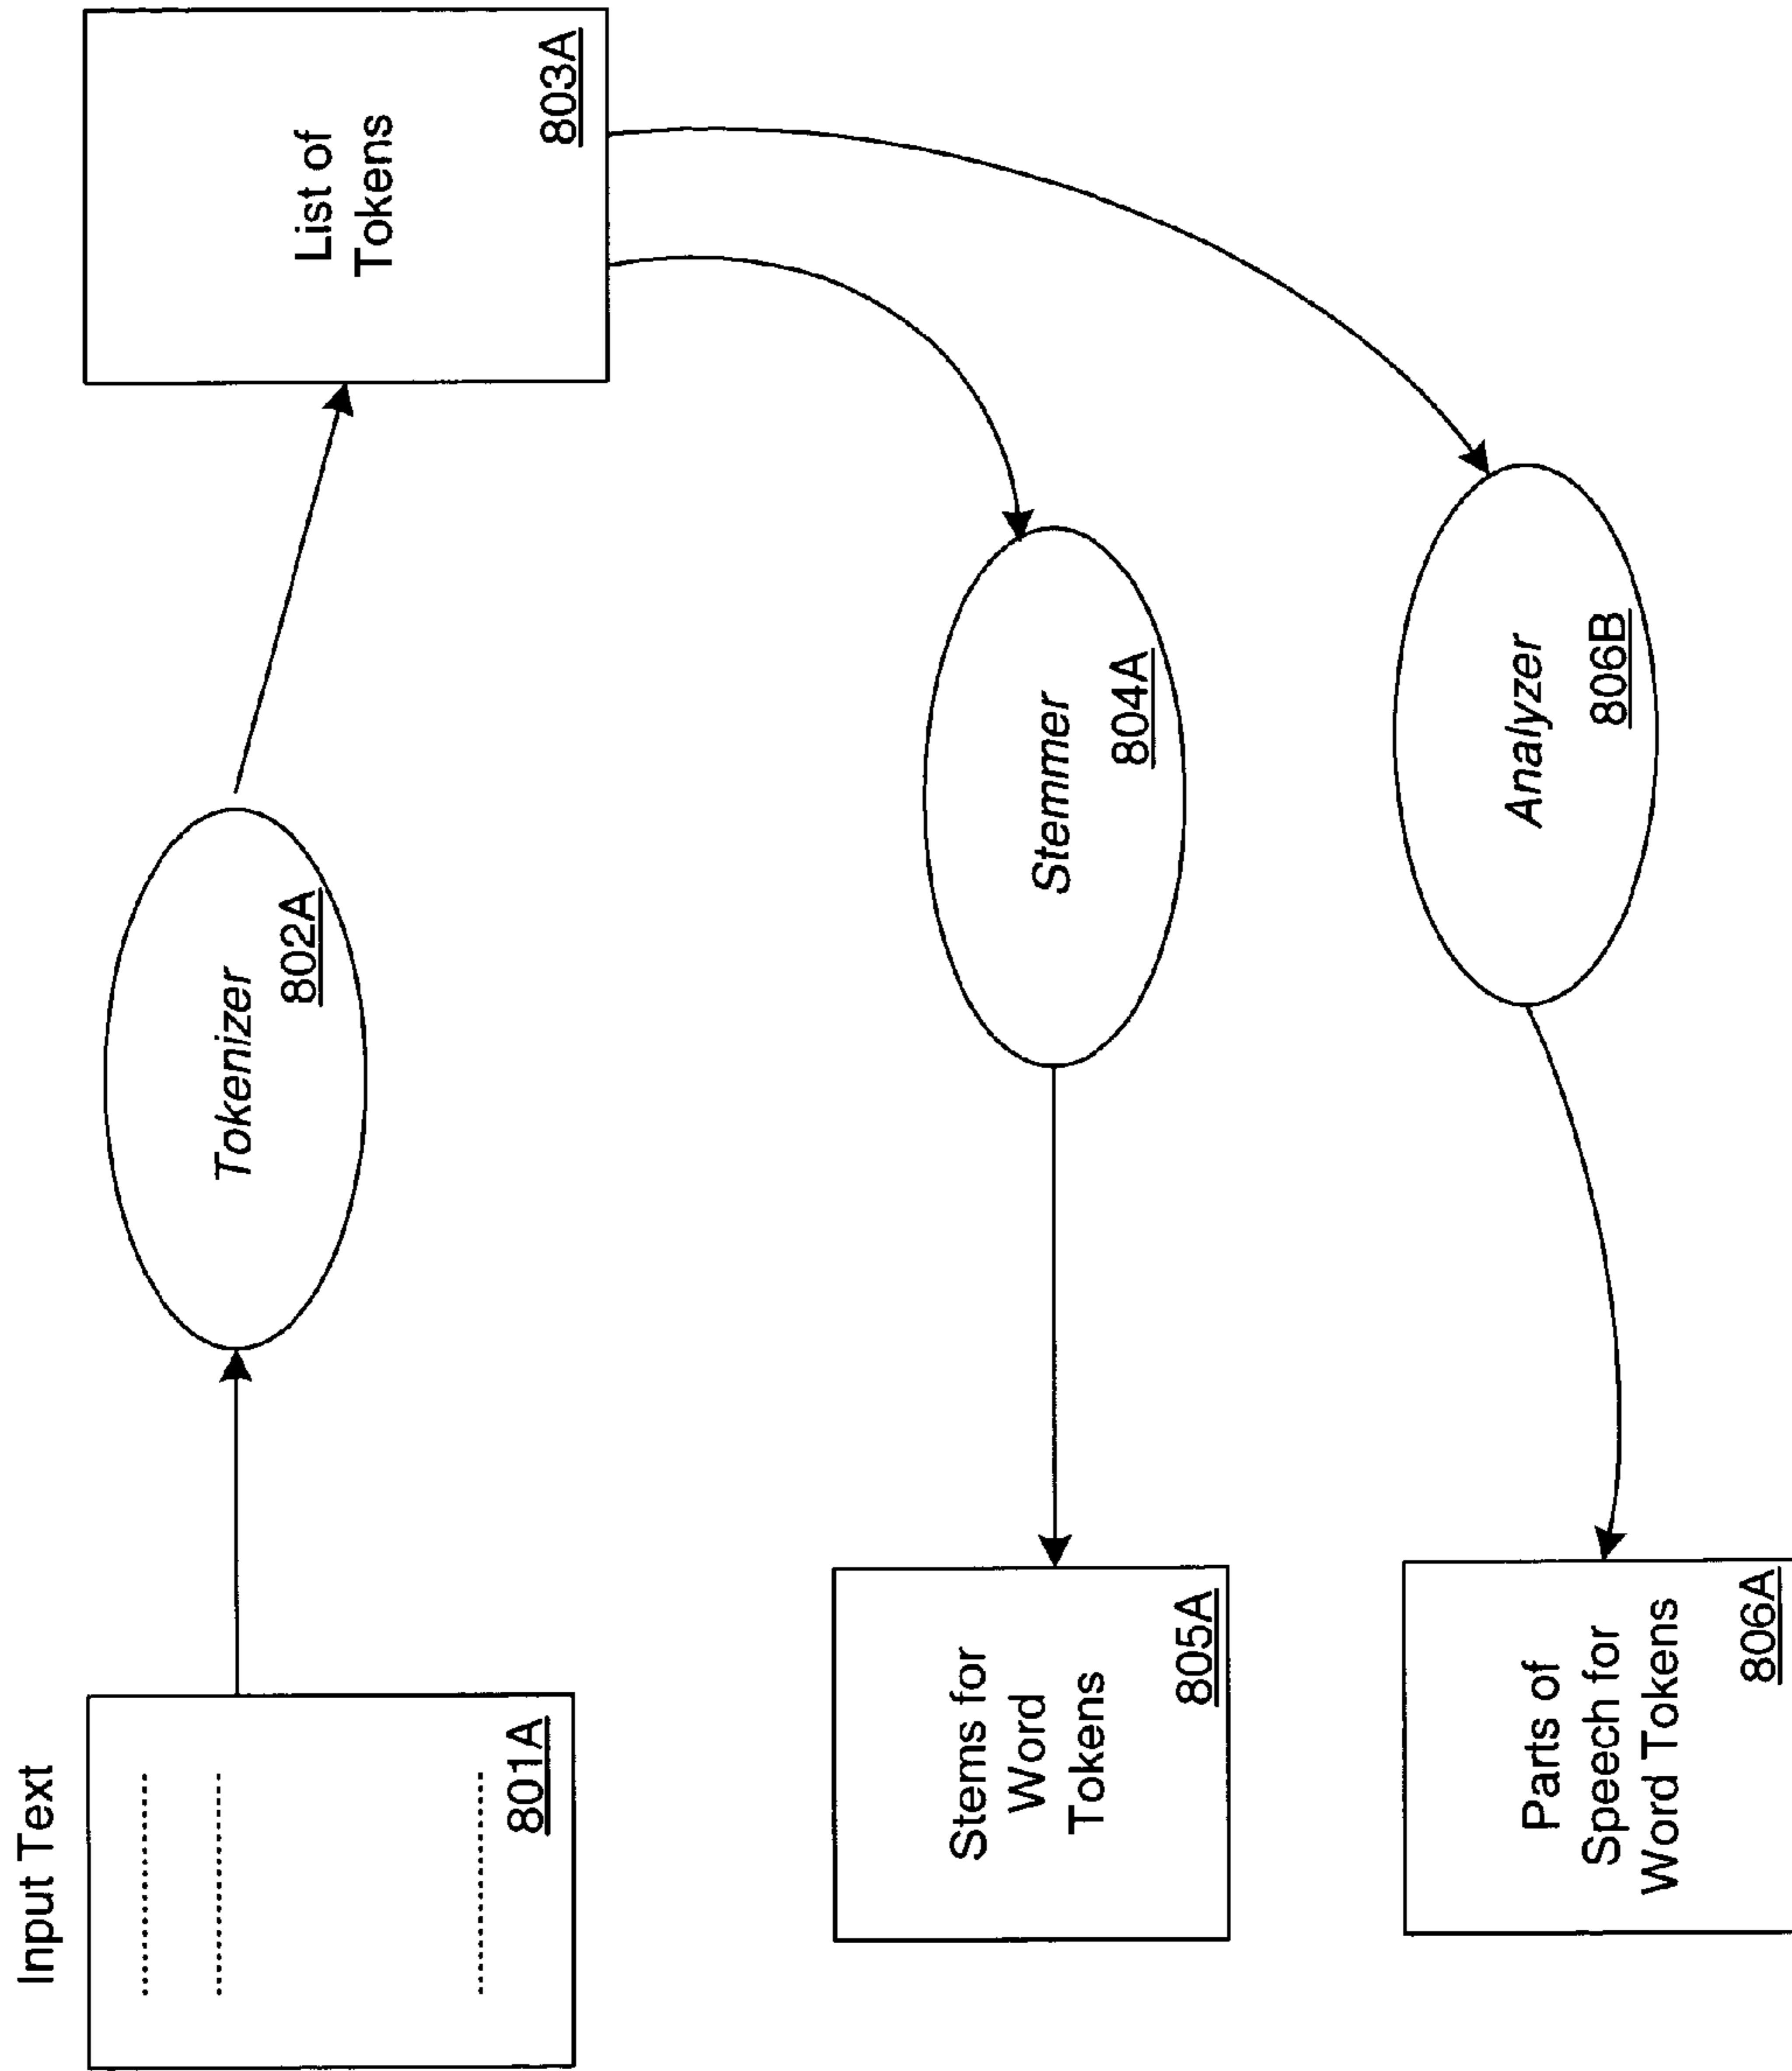 Input Text
801A
Tokenizer
802A
List of
Tokens
803A
Stems for
Word
Tokens
805A
Stemmer
804A
Parts of
Speech for
Word Tokens
806A
Analyzer
806B